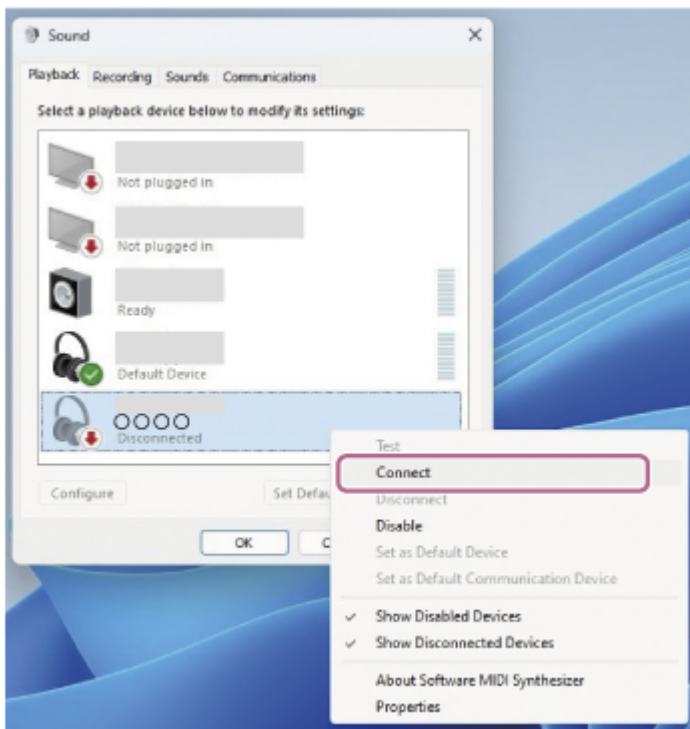 Sound
Playback Recording Sounds Communications
Select a playback device below to modify its settings:
Not plugged in
Not plugged in
Ready
Default Device
○○○○
Disconnected
Configure
Set Defau
OK
C
Test
Connect
Disconnect
Disable
Set as Default Device
Set as Default Communication Device
Show Disabled Devices
Show Disconnected Devices
About Software MIDI Synthesizer
Properties